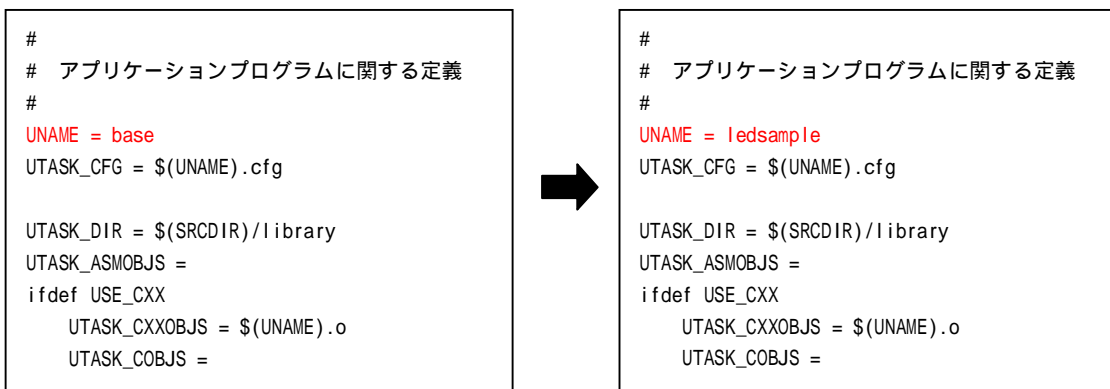 #
#　アプリケーションプログラムに関する定義
#
UNAME = base
UTASK_CFG = $(UNAME).cfg

UTASK_DIR = $(SRCDIR)/library
UTASK_ASMOBJS =
ifdef USE_CXX
    UTASK_CXXOBJS = $(UNAME).o
    UTASK_COBJS =

#
#　アプリケーションプログラムに関する定義
#
UNAME = ledsample
UTASK_CFG = $(UNAME).cfg

UTASK_DIR = $(SRCDIR)/library
UTASK_ASMOBJS =
ifdef USE_CXX
    UTASK_CXXOBJS = $(UNAME).o
    UTASK_COBJS =